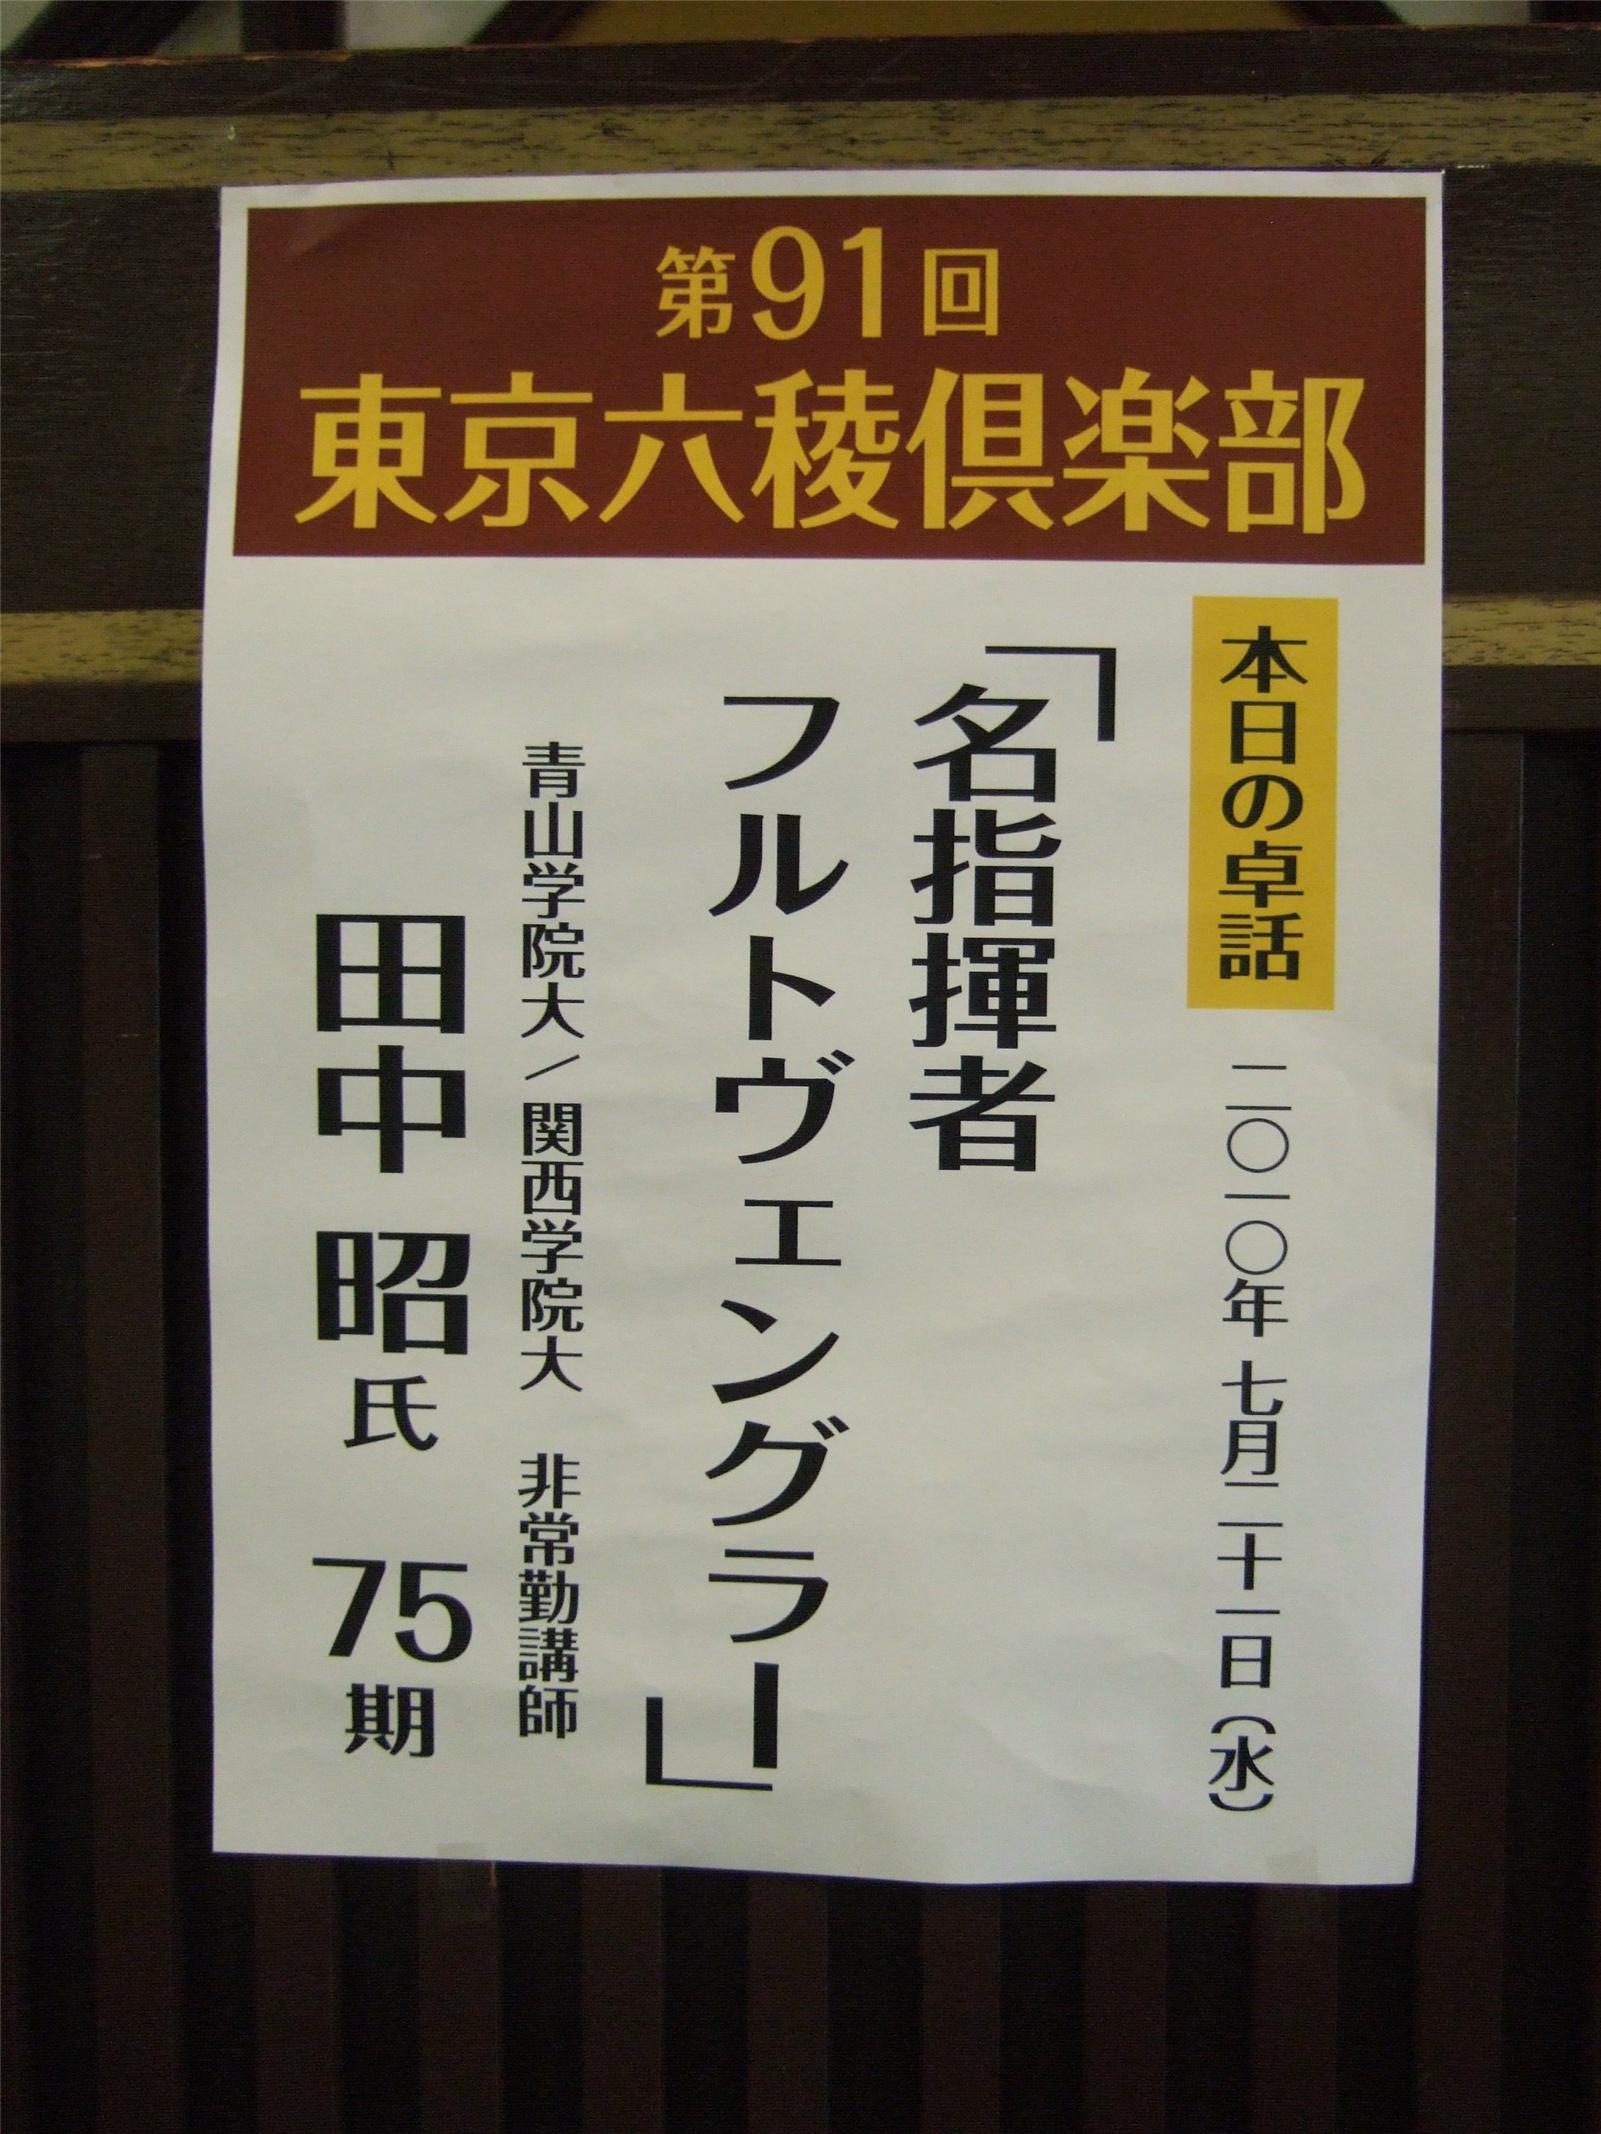 第91回
東京六稜倶楽部
本日の卓話 二〇一〇年 七月二十一日(水)
「名指揮者
フルトヴェングラー」
青山学院大/関西学院大 非常勤講師
田中 昭氏 75期